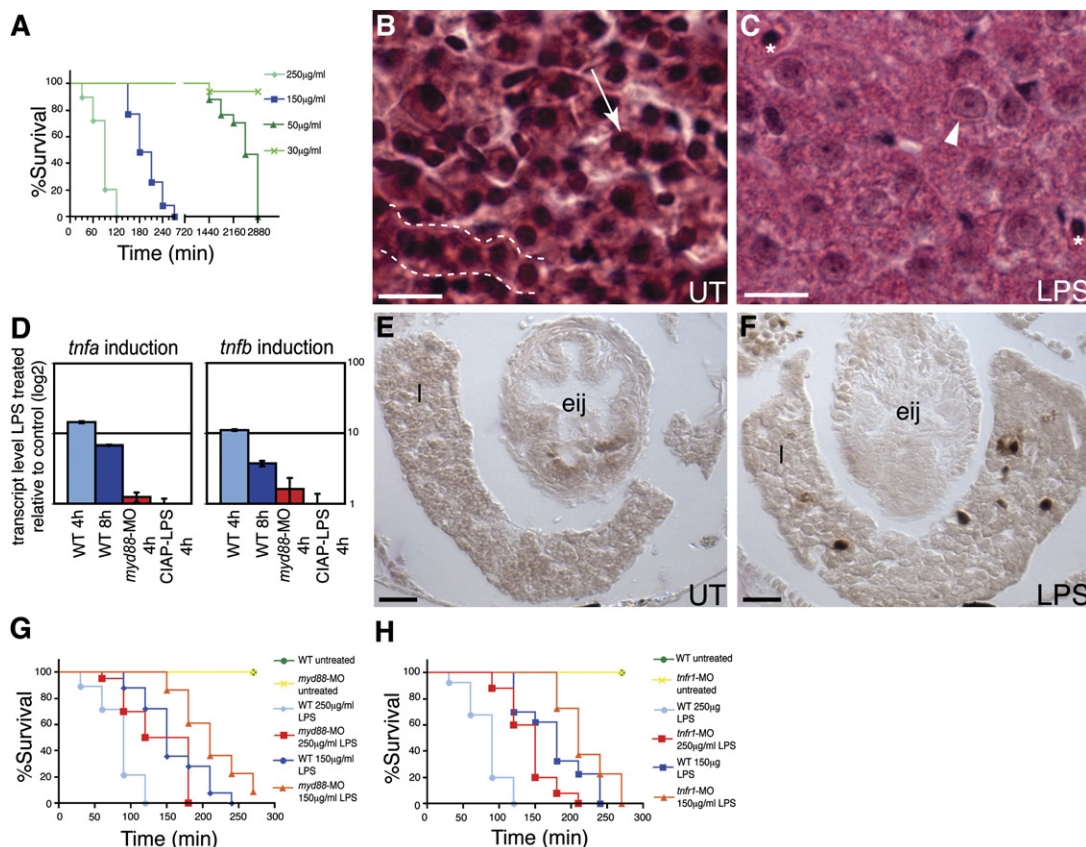 A
%Survival
100
80
60
40
20
0
0 60 120 180 240 720 1440 2160 2880
Time (min)
250µg/ml
150µg/ml
50µg/ml
30µg/ml
B
UT
C
*
*
LPS
D
tnfa induction
tnfb induction
transcript level LPS treated
relative to control (log2)
100
10
1
WT 4h
WT 8h
myd88-MO
4h
CIAP-LPS
4h
WT 4h
WT 8h
myd88-MO
4h
CIAP-LPS
4h
E
l
eij
UT
F
l
eij
LPS
G
%Survival
100
80
60
40
20
0
0 50 100 150 200 250 300
Time (min)
WT untreated
myd88-MO
untreated
WT 250µg/ml
LPS
myd88-MO
250µg/ml LPS
WT 150µg/ml
LPS
myd88-MO
150µg/ml LPS
H
%Survival
100
80
60
40
20
0
0 50 100 150 200 250 300
Time (min)
WT untreated
tnfr1-MO
untreated
WT 250µg
LPS
tnfr1-MO
250µg/ml LPS
WT 150µg
LPS
tnfr1-MO
150µg/ml LPS